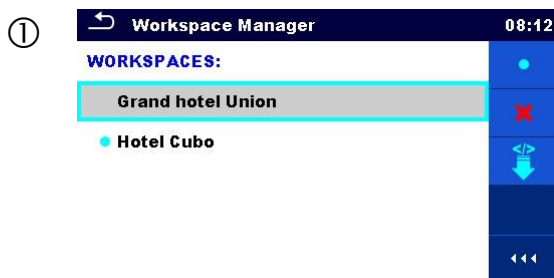 ①
Workspace Manager 08:12
WORKSPACES:
Grand hotel Union
Hotel Cubo